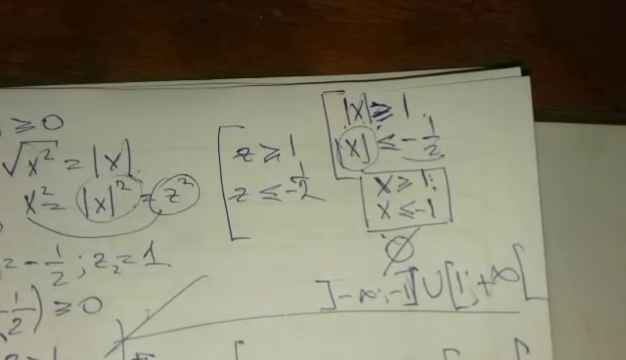 ≥ 0
√x² = |x|
x² = |x|² = z²
z ≥ 1
z ≤ -1/2
|x| ≥ 1
|x| ≤ -1/2
x ≥ 1
x ≤ -1
∅
-1/2; z₂ = 1
1/2) ≥ 0
]-∞; -1] ∪ [1; +∞[